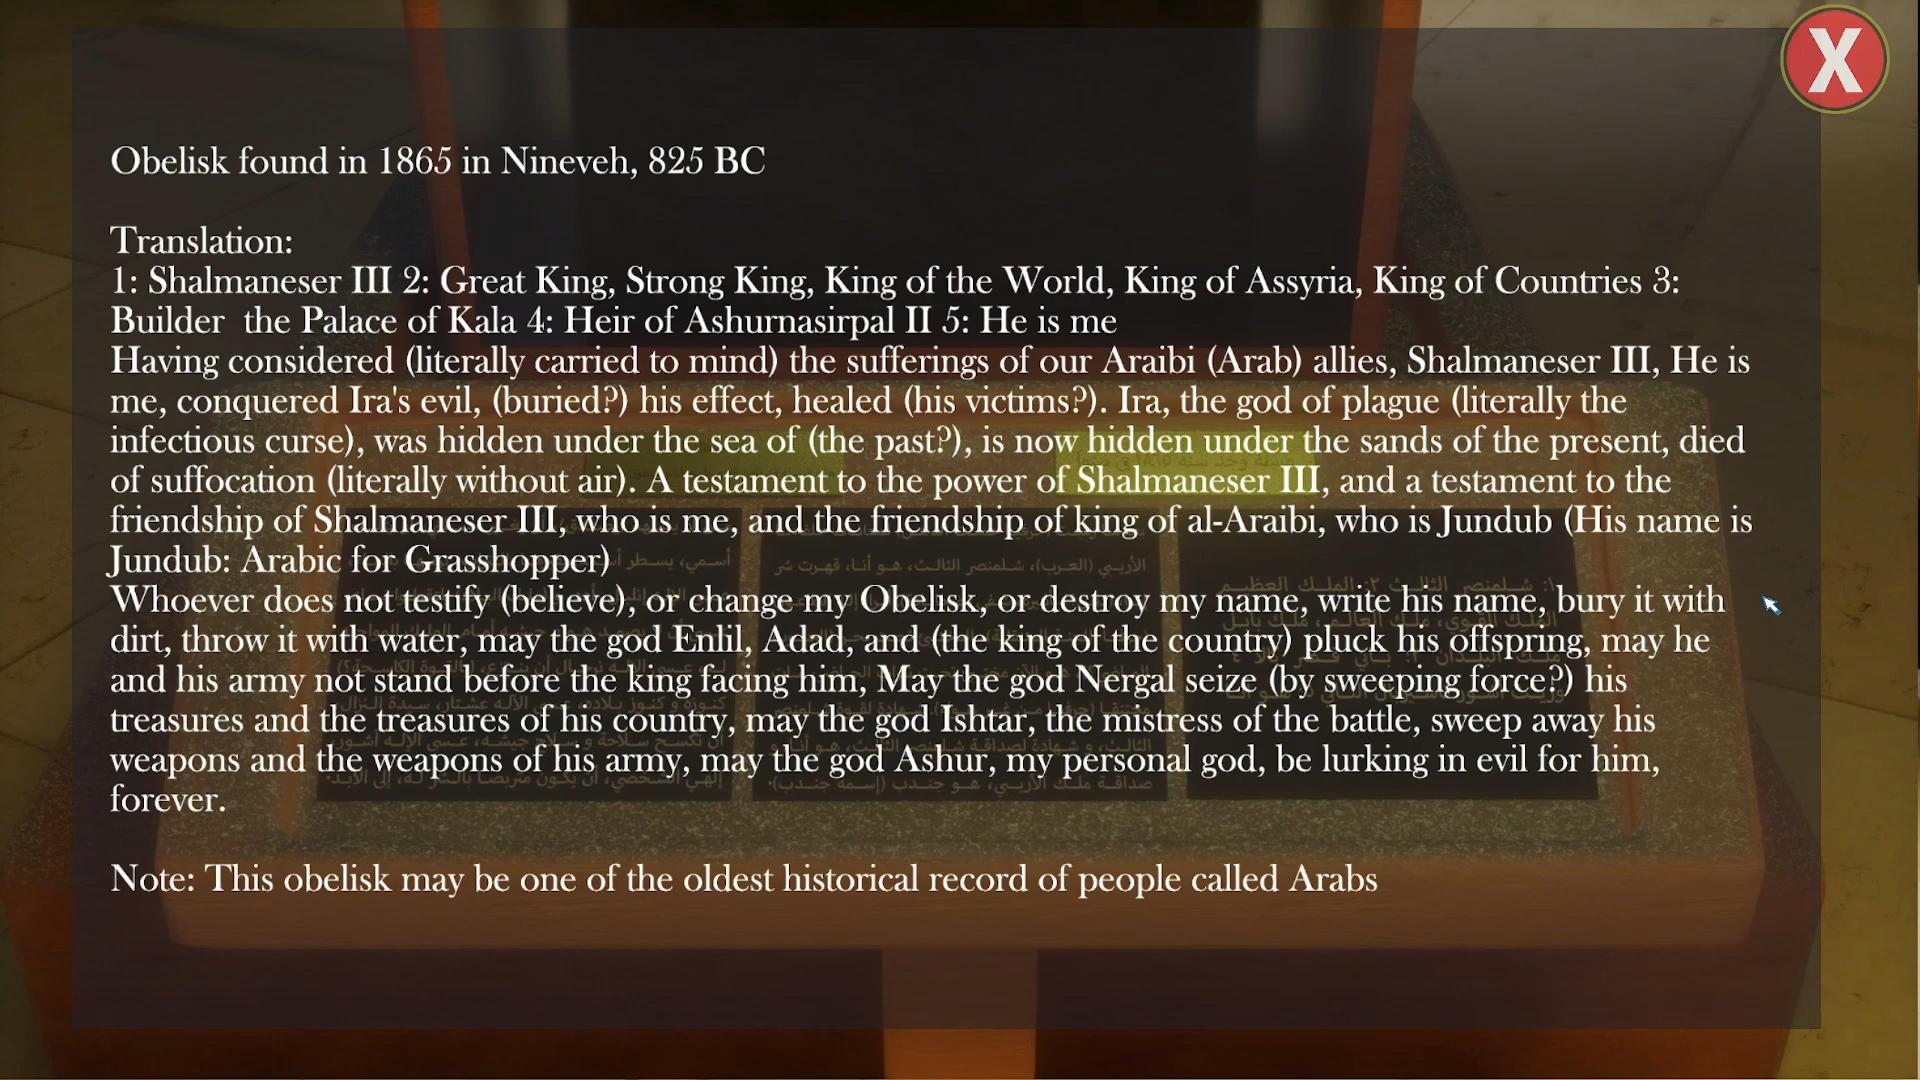 X
Obelisk found in 1865 in Nineveh, 825 BC
Translation:
1: Shalmaneser III 2: Great King, Strong King, King of the World, King of Assyria, King of Countries 3:
Builder  the Palace of Kala 4: Heir of Ashurnasirpal II 5: He is me
Having considered (literally carried to mind) the sufferings of our Araibi (Arab) allies, Shalmaneser III, He is
me, conquered Ira's evil, (buried?) his effect, healed (his victims?). Ira, the god of plague (literally the
infectious curse), was hidden under the sea of (the past?), is now hidden under the sands of the present, died
of suffocation (literally without air). A testament to the power of Shalmaneser III, and a testament to the
friendship of Shalmaneser III, who is me, and the friendship of king of al-Araibi, who is Jundub (His name is
Jundub: Arabic for Grasshopper)
Whoever does not testify (believe), or change my Obelisk, or destroy my name, write his name, bury it with
dirt, throw it with water, may the god Enlil, Adad, and (the king of the country) pluck his offspring, may he
and his army not stand before the king facing him, May the god Nergal seize (by sweeping force?) his
treasures and the treasures of his country, may the god Ishtar, the mistress of the battle, sweep away his
weapons and the weapons of his army, may the god Ashur, my personal god, be lurking in evil for him,
forever.
Note: This obelisk may be one of the oldest historical record of people called Arabs